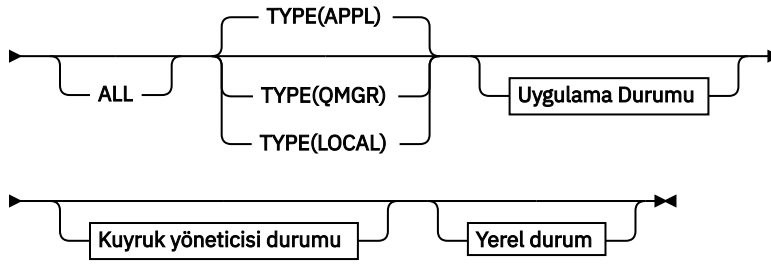 TYPE(APPL)
ALL
TYPE(QMGR)
Uygulama Durumu
TYPE(LOCAL)
Kuyruk yöneticisi durumu
Yerel durum